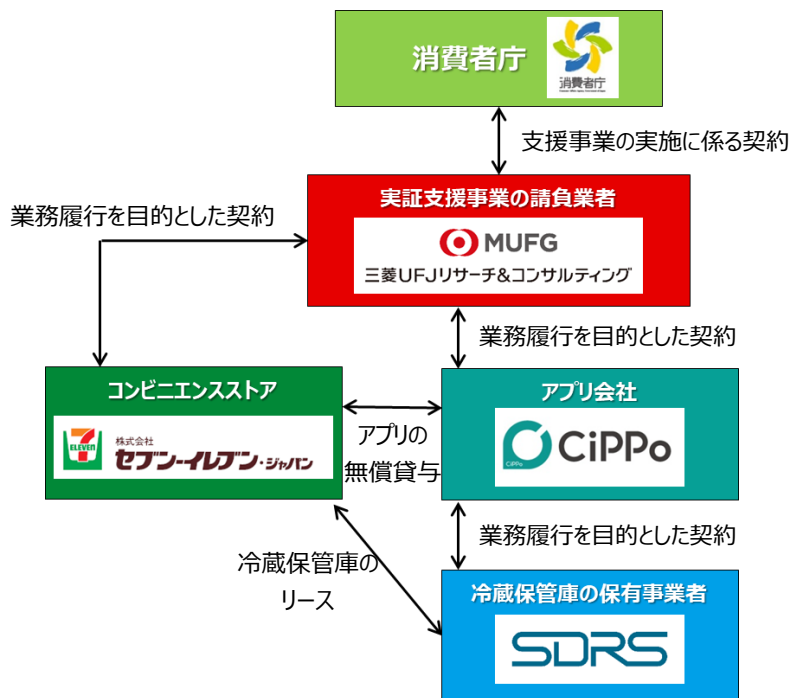 消費者庁
消費者庁
支援事業の実施に係る契約
実証支援事業の請負業者
業務履行を目的とした契約
MUFG
三菱UFJリサーチ&コンサルティング
業務履行を目的とした契約
コンビニエンスストア
アプリ会社
7
ELEVEN
株式会社
セブン-イレブン・ジャパン
アプリの
無償貸与
CiPPo
CiPPo
業務履行を目的とした契約
冷蔵保管庫の
リース
冷蔵保管庫の保有事業者
SDRS